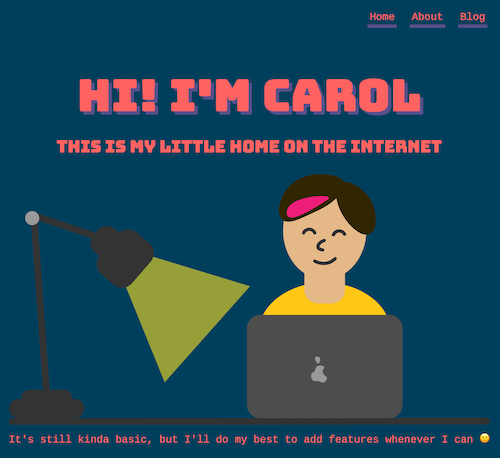 Home About Blog
HI! I'M CAROL
THIS IS MY LITTLE HOME ON THE INTERNET
It's still kinda basic, but I'll do my best to add features whenever I can 😊